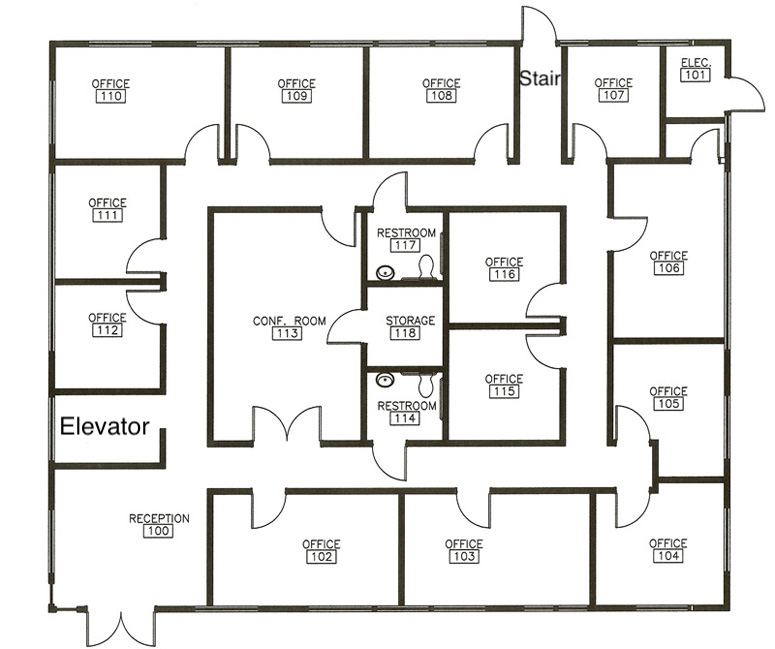 OFFICE
110
OFFICE
109
OFFICE
108
Stair
OFFICE
107
ELEC.
101
OFFICE
111
RESTROOM
117
OFFICE
116
OFFICE
106
OFFICE
112
CONF. ROOM
113
STORAGE
118
OFFICE
115
OFFICE
105
Elevator
RESTROOM
114
RECEPTION
100
OFFICE
102
OFFICE
103
OFFICE
104